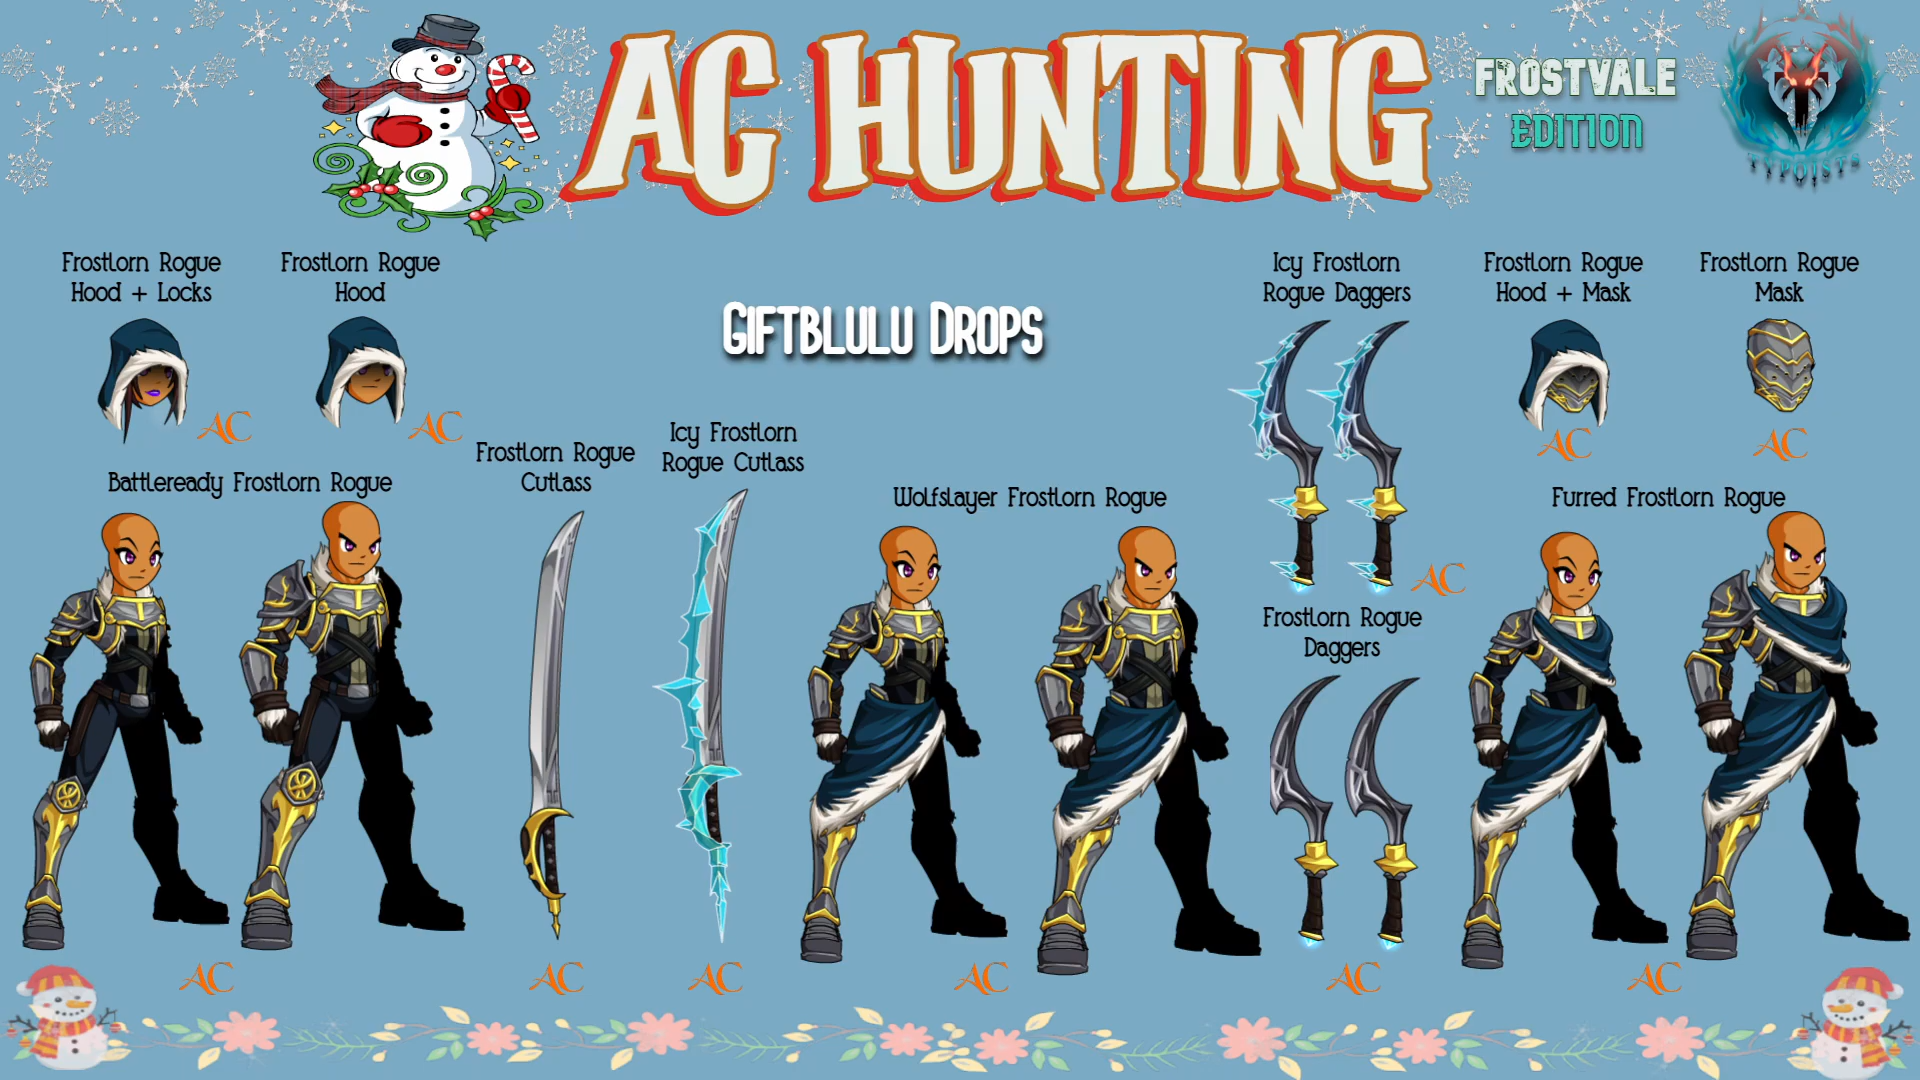 AC HUNTING
FROSTVALE
EDITION
TYPOISTS
Frostlorn Rogue
Hood + Locks
AC
Frostlorn Rogue
Hood
AC
Giftblulu Drops
Icy Frostlorn
Rogue Daggers
AC
Frostlorn Rogue
Hood + Mask
AC
Frostlorn Rogue
Mask
AC
Battleready Frostlorn Rogue
AC
Frostlorn Rogue
Cutlass
AC
Icy Frostlorn
Rogue Cutlass
AC
Wolfslayer Frostlorn Rogue
AC
Frostlorn Rogue
Daggers
AC
Furred Frostlorn Rogue
AC